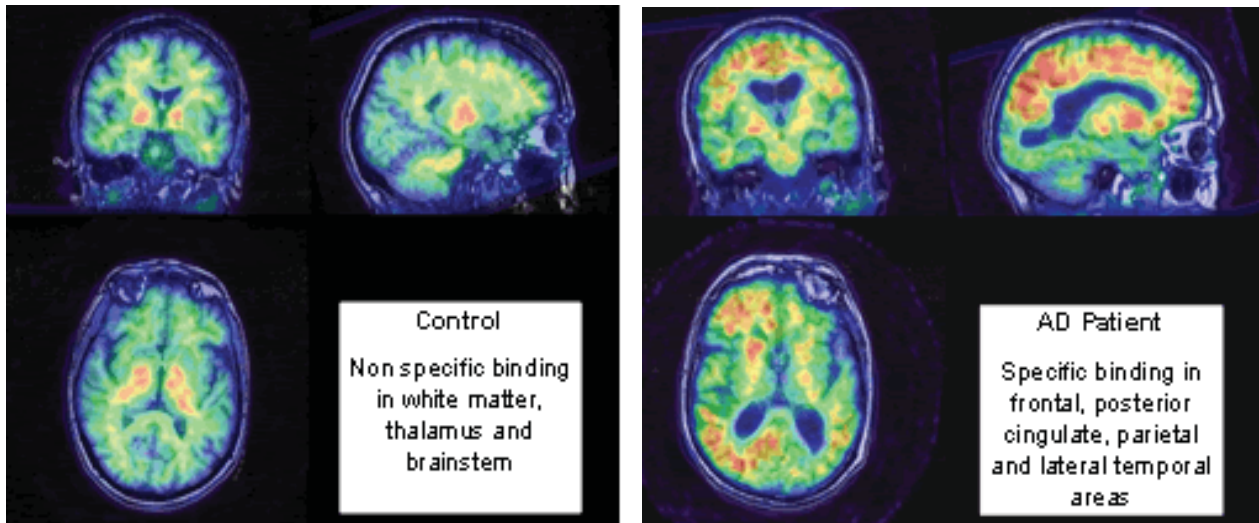 Control
Non specific binding
in white matter,
thalamus and
brainstem
AD Patient
Specific binding in
frontal, posterior
cingulate, parietal
and lateral temporal
areas